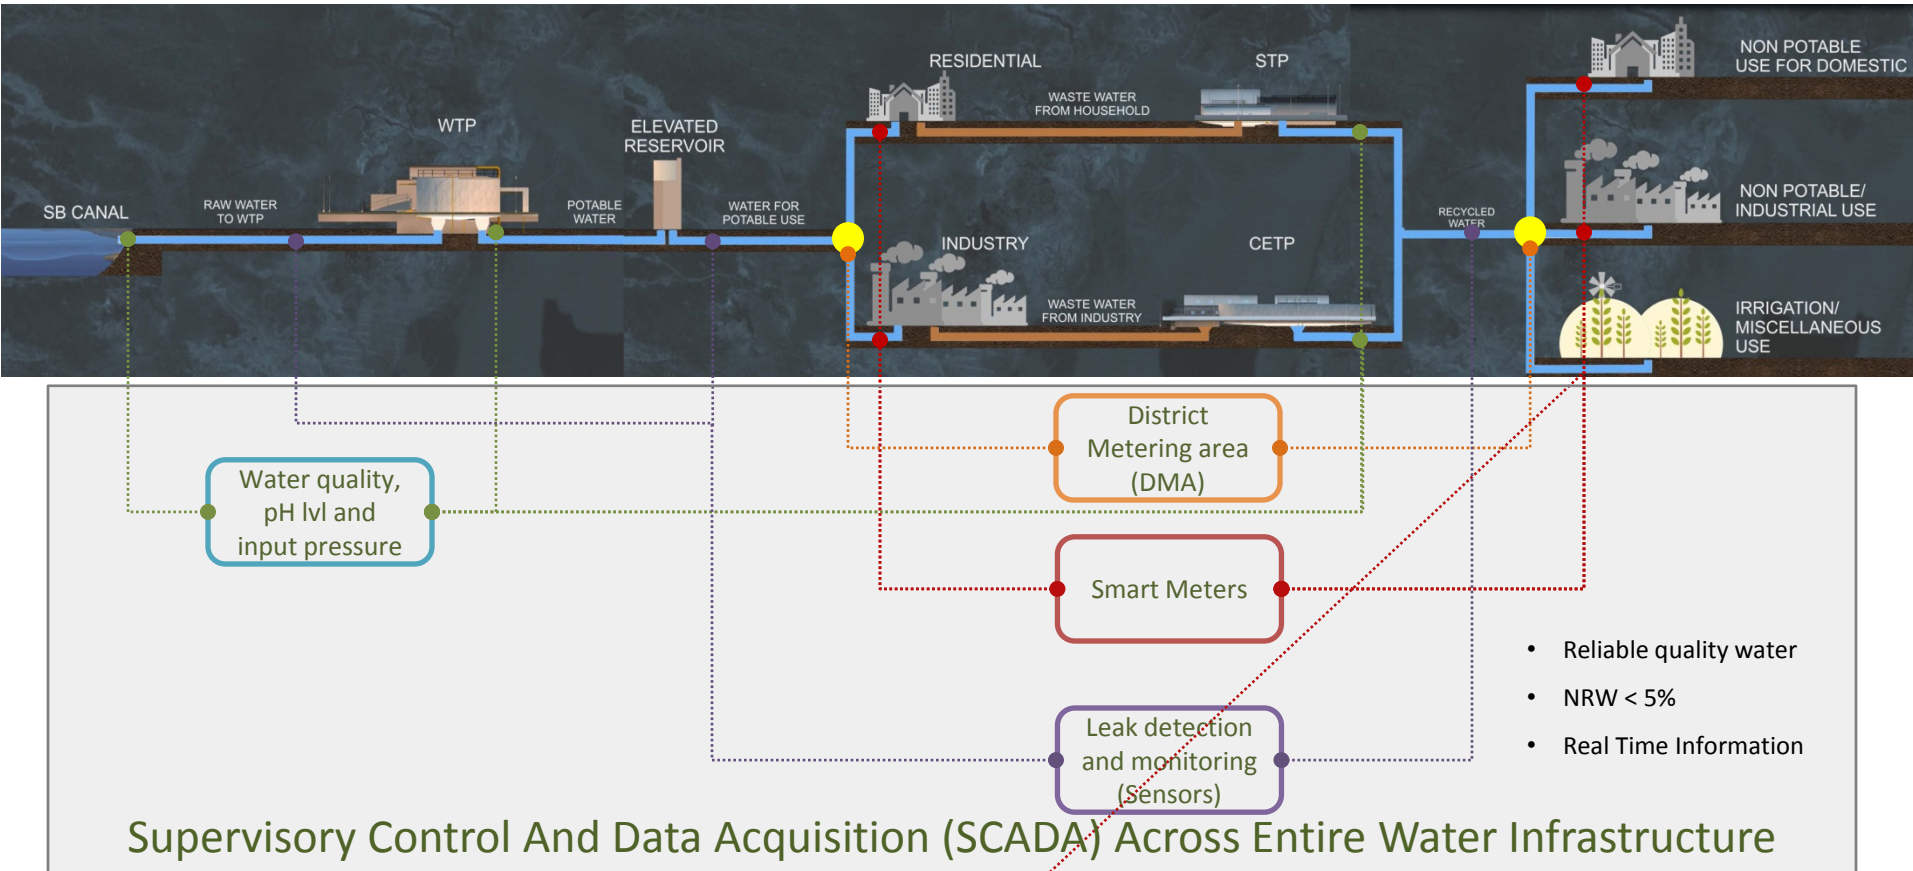 NON POTABLE
USE FOR DOMESTIC
RESIDENTIAL
STP
WASTE WATER
FROM HOUSEHOLD
WTP
ELEVATED
RESERVOIR
SB CANAL
RAW WATER
TO WTP
POTABLE
WATER
WATER FOR
POTABLE USE
RECYCLED
WATER
NON POTABLE/
INDUSTRIAL USE
INDUSTRY
CETP
WASTE WATER
FROM INDUSTRY
IRRIGATION/
MISCELLANEOUS
USE
District
Metering area
(DMA)
Water quality,
pH lvl and
input pressure
Smart Meters
• Reliable quality water
• NRW < 5%
• Real Time Information
Leak detection
and monitoring
(Sensors)
Supervisory Control And Data Acquisition (SCADA) Across Entire Water Infrastructure